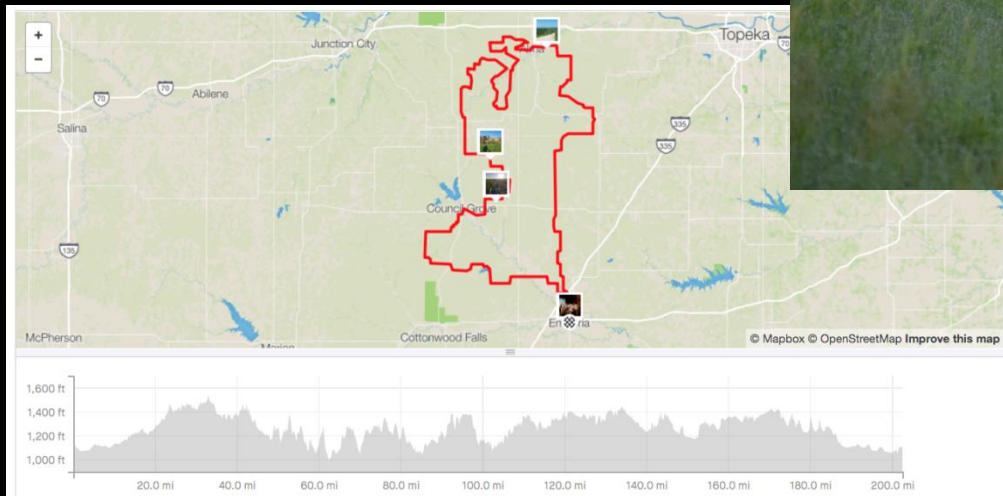 +
−
Junction City
Topeka
70
70
70
Abilene
Salina
335
335
Council Grove
135
McPherson
Marion
Cottonwood Falls
© Mapbox © OpenStreetMap Improve this map
1,600 ft
1,400 ft
1,200 ft
1,000 ft
20.0 mi
40.0 mi
60.0 mi
80.0 mi
100.0 mi
120.0 mi
140.0 mi
160.0 mi
180.0 mi
200.0 mi